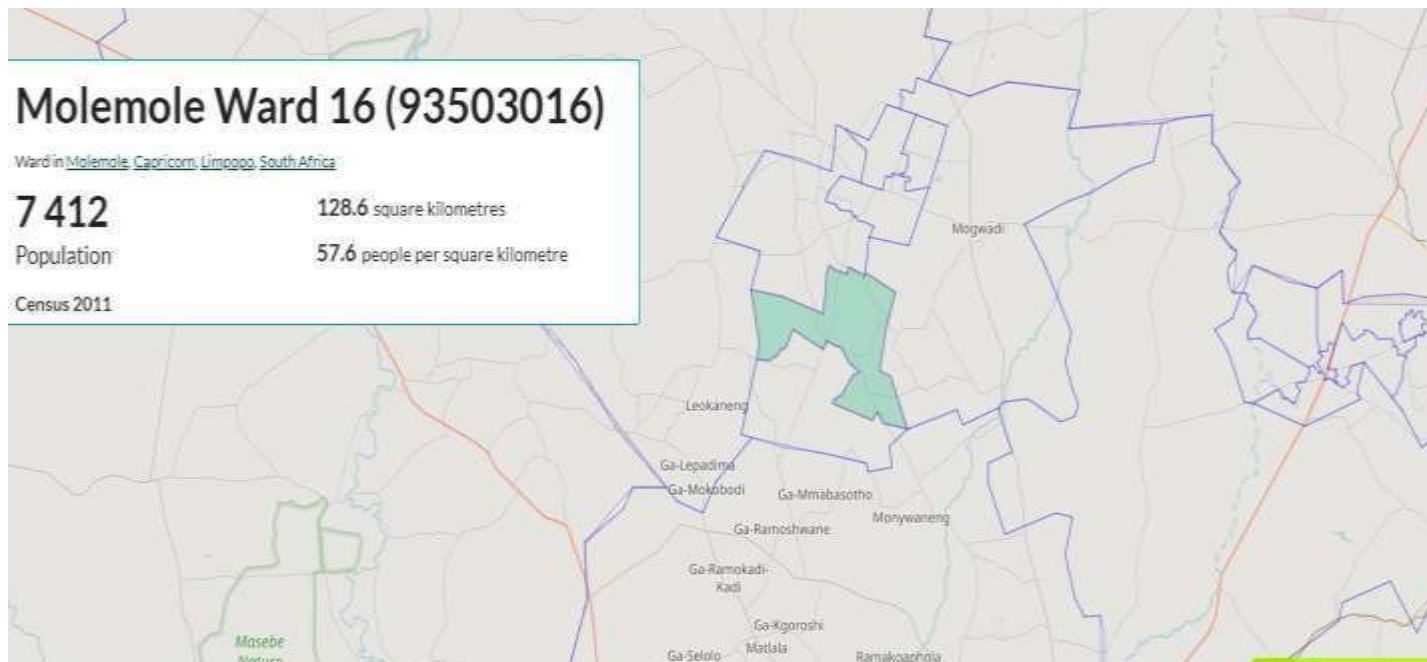 Molemole Ward 16 (93503016)
Ward in Molemole, Capricorn, Limpopo, South Africa
7 412
Population
128.6 square kilometres
57.6 people per square kilometre
Census 2011
Mogwadi
Leokaneng
Ga-Lepadima
Ga-Mokobodi
Ga-Mmabasotho
Monywaneng
Ga-Ramoshwane
Ga-Ramokadi-
Kadi
Ga-Kgoroshi
Masebe
Matlala
Ga-Selolo
Ramakgaphola